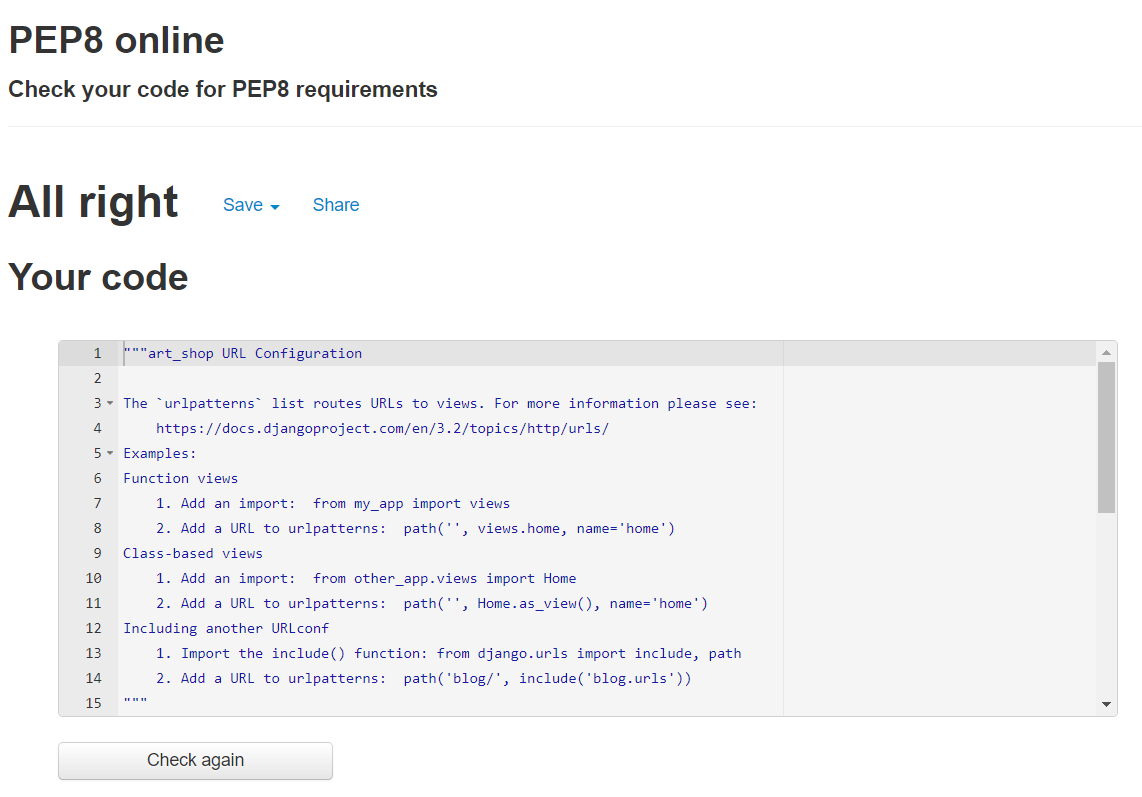 PEP8 online
Check your code for PEP8 requirements
All right Save Share
Your code
1 """art_shop URL Configuration
2
3 The `urlpatterns` list routes URLs to views. For more information please see:
4     https://docs.djangoproject.com/en/3.2/topics/http/urls/
5 Examples:
6 Function views
7     1. Add an import:  from my_app import views
8     2. Add a URL to urlpatterns:  path('', views.home, name='home')
9 Class-based views
10     1. Add an import:  from other_app.views import Home
11     2. Add a URL to urlpatterns:  path('', Home.as_view(), name='home')
12 Including another URLconf
13     1. Import the include() function: from django.urls import include, path
14     2. Add a URL to urlpatterns:  path('blog/', include('blog.urls'))
15 """
Check again